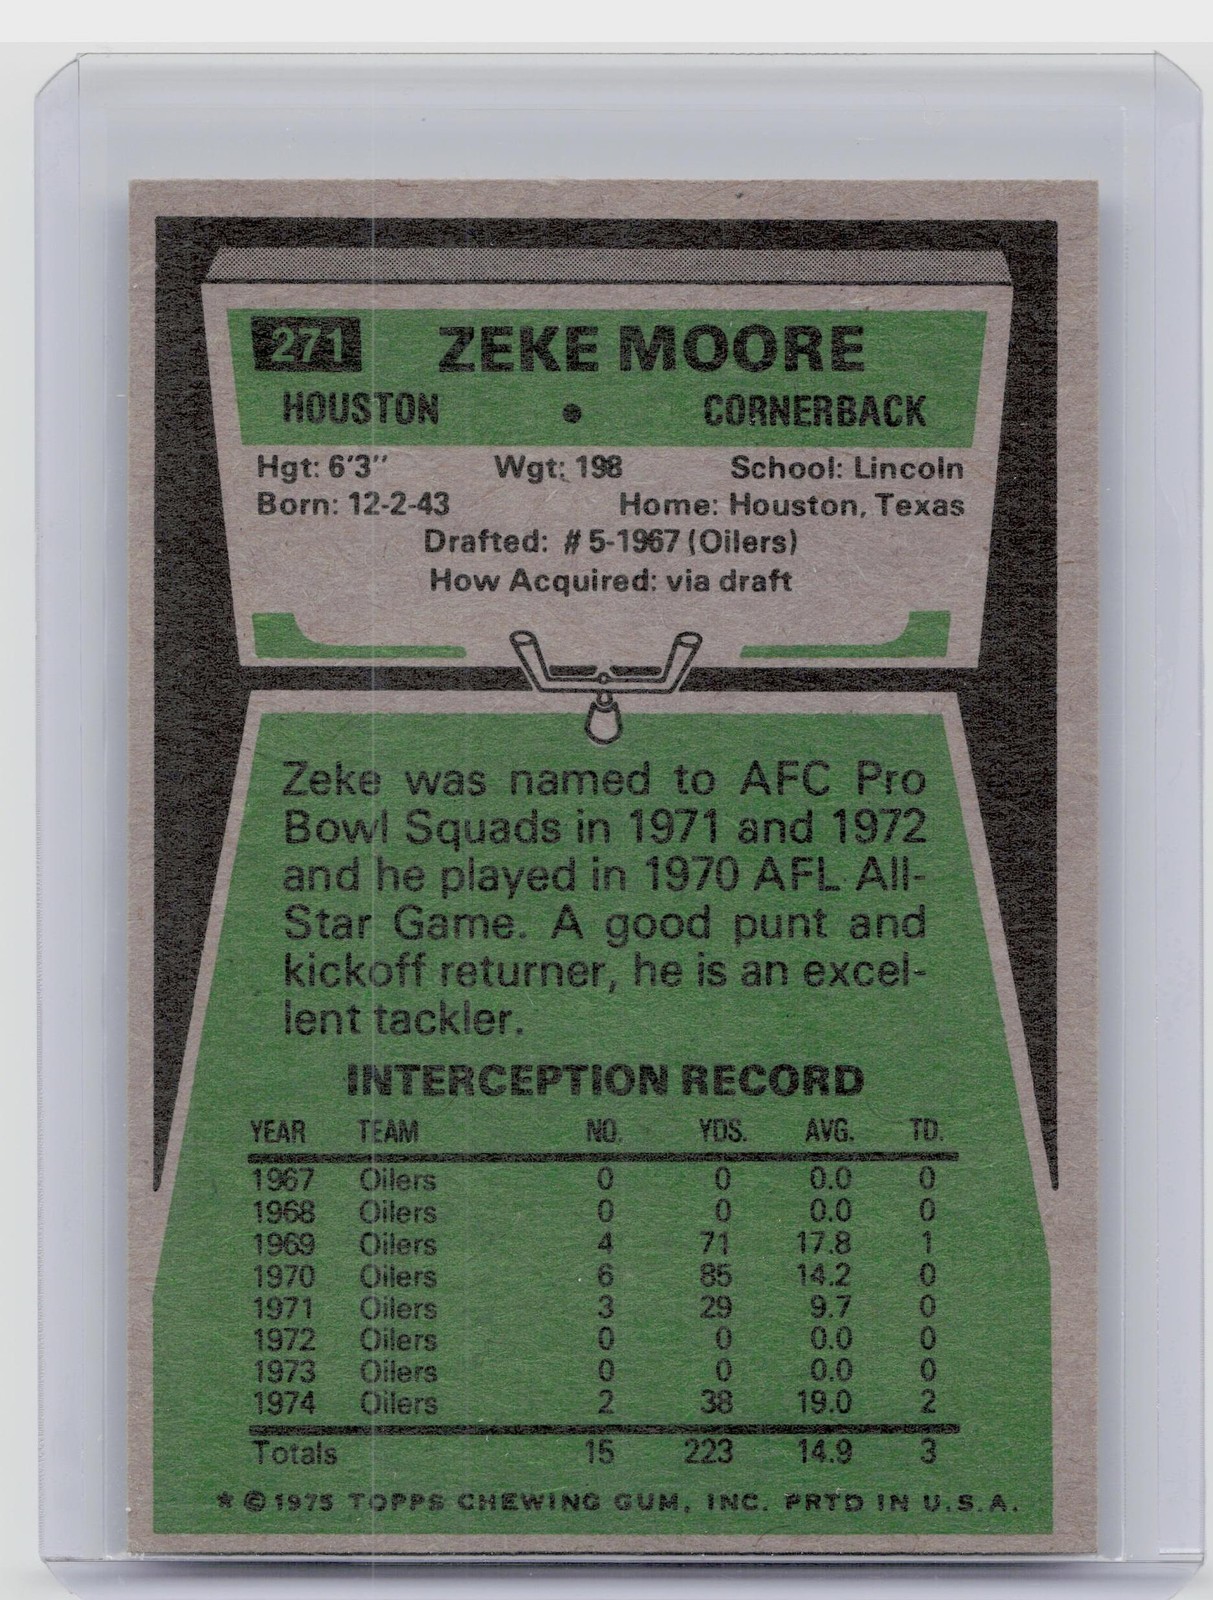 271 ZEKE MOORE
HOUSTON • CORNERBACK
Hgt: 6'3" Wgt: 198 School: Lincoln
Born: 12-2-43 Home: Houston, Texas
Drafted: #5-1967 (Oilers)
How Acquired: via draft
Zeke was named to AFC Pro
Bowl Squads in 1971 and 1972
and he played in 1970 AFL All-
Star Game. A good punt and
kickoff returner, he is an excel-
lent tackler.
INTERCEPTION RECORD
YEAR TEAM NO. YDS. AVG. TD.
1967 Oilers 0 0 0.0 0
1968 Oilers 0 0 0.0 0
1969 Oilers 4 71 17.8 1
1970 Oilers 6 85 14.2 0
1971 Oilers 3 29 9.7 0
1972 Oilers 0 0 0.0 0
1973 Oilers 0 0 0.0 0
1974 Oilers 2 38 19.0 2
Totals 15 223 14.9 3
* © 1975 TOPPS CHEWING GUM, INC. PRTD IN U.S.A.